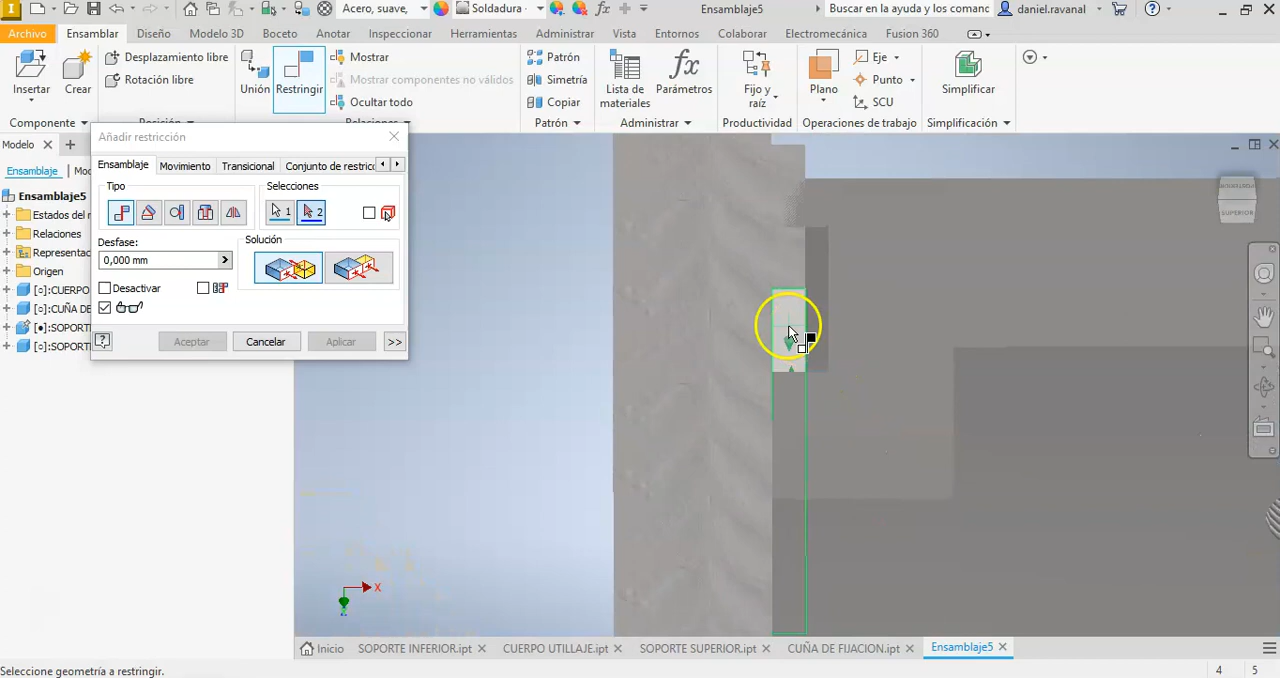 Acero, suave,
Soldadura
Ensamblaje5
Buscar en la ayuda y los comanc
daniel.ravanal
Archivo
Ensamblar
Diseño
Modelo 3D
Boceto
Anotar
Inspeccionar
Herramientas
Administrar
Vista
Entornos
Colaborar
Electromecánica
Fusion 360
Insertar
Crear
Componente
Desplazamiento libre
Rotación libre
Unión
Restringir
Mostrar
Mostrar componentes no válidos
Ocultar todo
Patrón
Simetría
Copiar
Patrón
Lista de
materiales
Parámetros
Administrar
Fijo y
raíz
Productividad
Plano
Eje
Punto
SCU
Operaciones de trabajo
Simplificar
Simplificación
Modelo
Ensamblaje
Ensamblaje5
Estados del r
Relaciones
Representac
Origen
[○]:CUERPO
[○]:CUÑA DE
[●]:SOPORTE
[○]:SOPORTE
Añadir restricción
Ensamblaje
Movimiento
Transicional
Conjunto de restricc
Tipo
Selecciones
1
2
Desfase:
0,000 mm
Solución
Desactivar
Aceptar
Cancelar
Aplicar
>>
SUPERIOR
X
Inicio
SOPORTE INFERIOR.ipt
CUERPO UTILLAJE.ipt
SOPORTE SUPERIOR.ipt
CUÑA DE FIJACION.ipt
Ensamblaje5
Seleccione geometría a restringir.
4
5